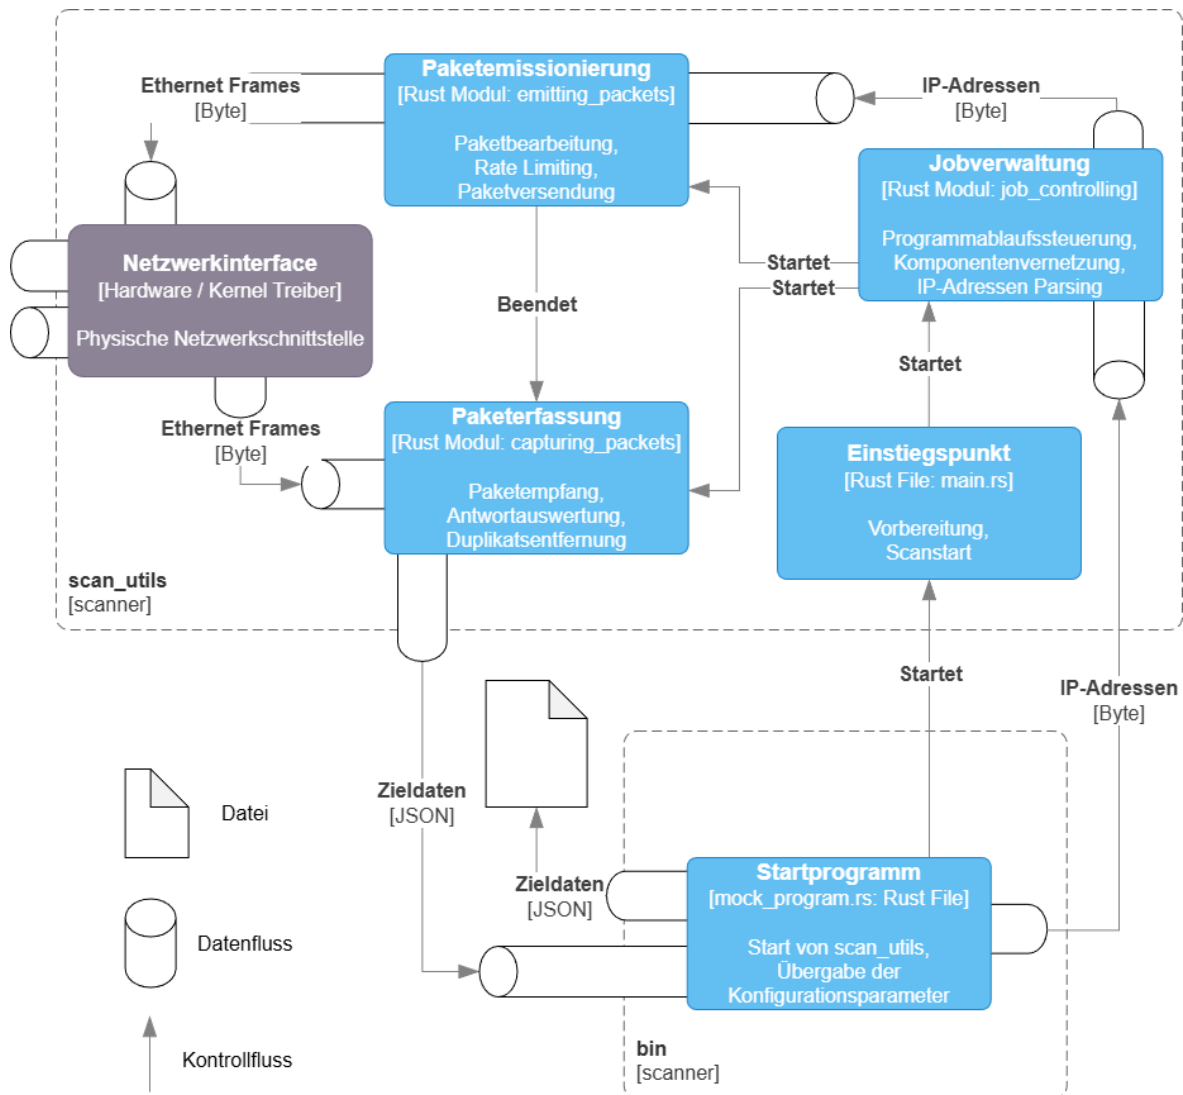 Ethernet Frames
[Byte]
Paketemissionierung
[Rust Modul: emitting_packets]
Paketbearbeitung,
Rate Limiting,
Paketversendung
IP-Adressen
[Byte]
Jobverwaltung
[Rust Modul: job_controlling]
Programmablaufssteuerung,
Komponentenvernetzung,
IP-Adressen Parsing
Netzwerkinterface
[Hardware / Kernel Treiber]
Physische Netzwerkschnittstelle
Startet
Startet
Beendet
Startet
Ethernet Frames
[Byte]
Paketerfassung
[Rust Modul: capturing_packets]
Paketempfang,
Antwortauswertung,
Duplikatsentfernung
Einstiegspunkt
[Rust File: main.rs]
Vorbereitung,
Scanstart
scan_utils
[scanner]
Startet
IP-Adressen
[Byte]
Zieldaten
[JSON]
Zieldaten
[JSON]
Startprogramm
[mock_program.rs: Rust File]
Start von scan_utils,
Übergabe der
Konfigurationsparameter
bin
[scanner]
Datei
Datenfluss
Kontrollfluss